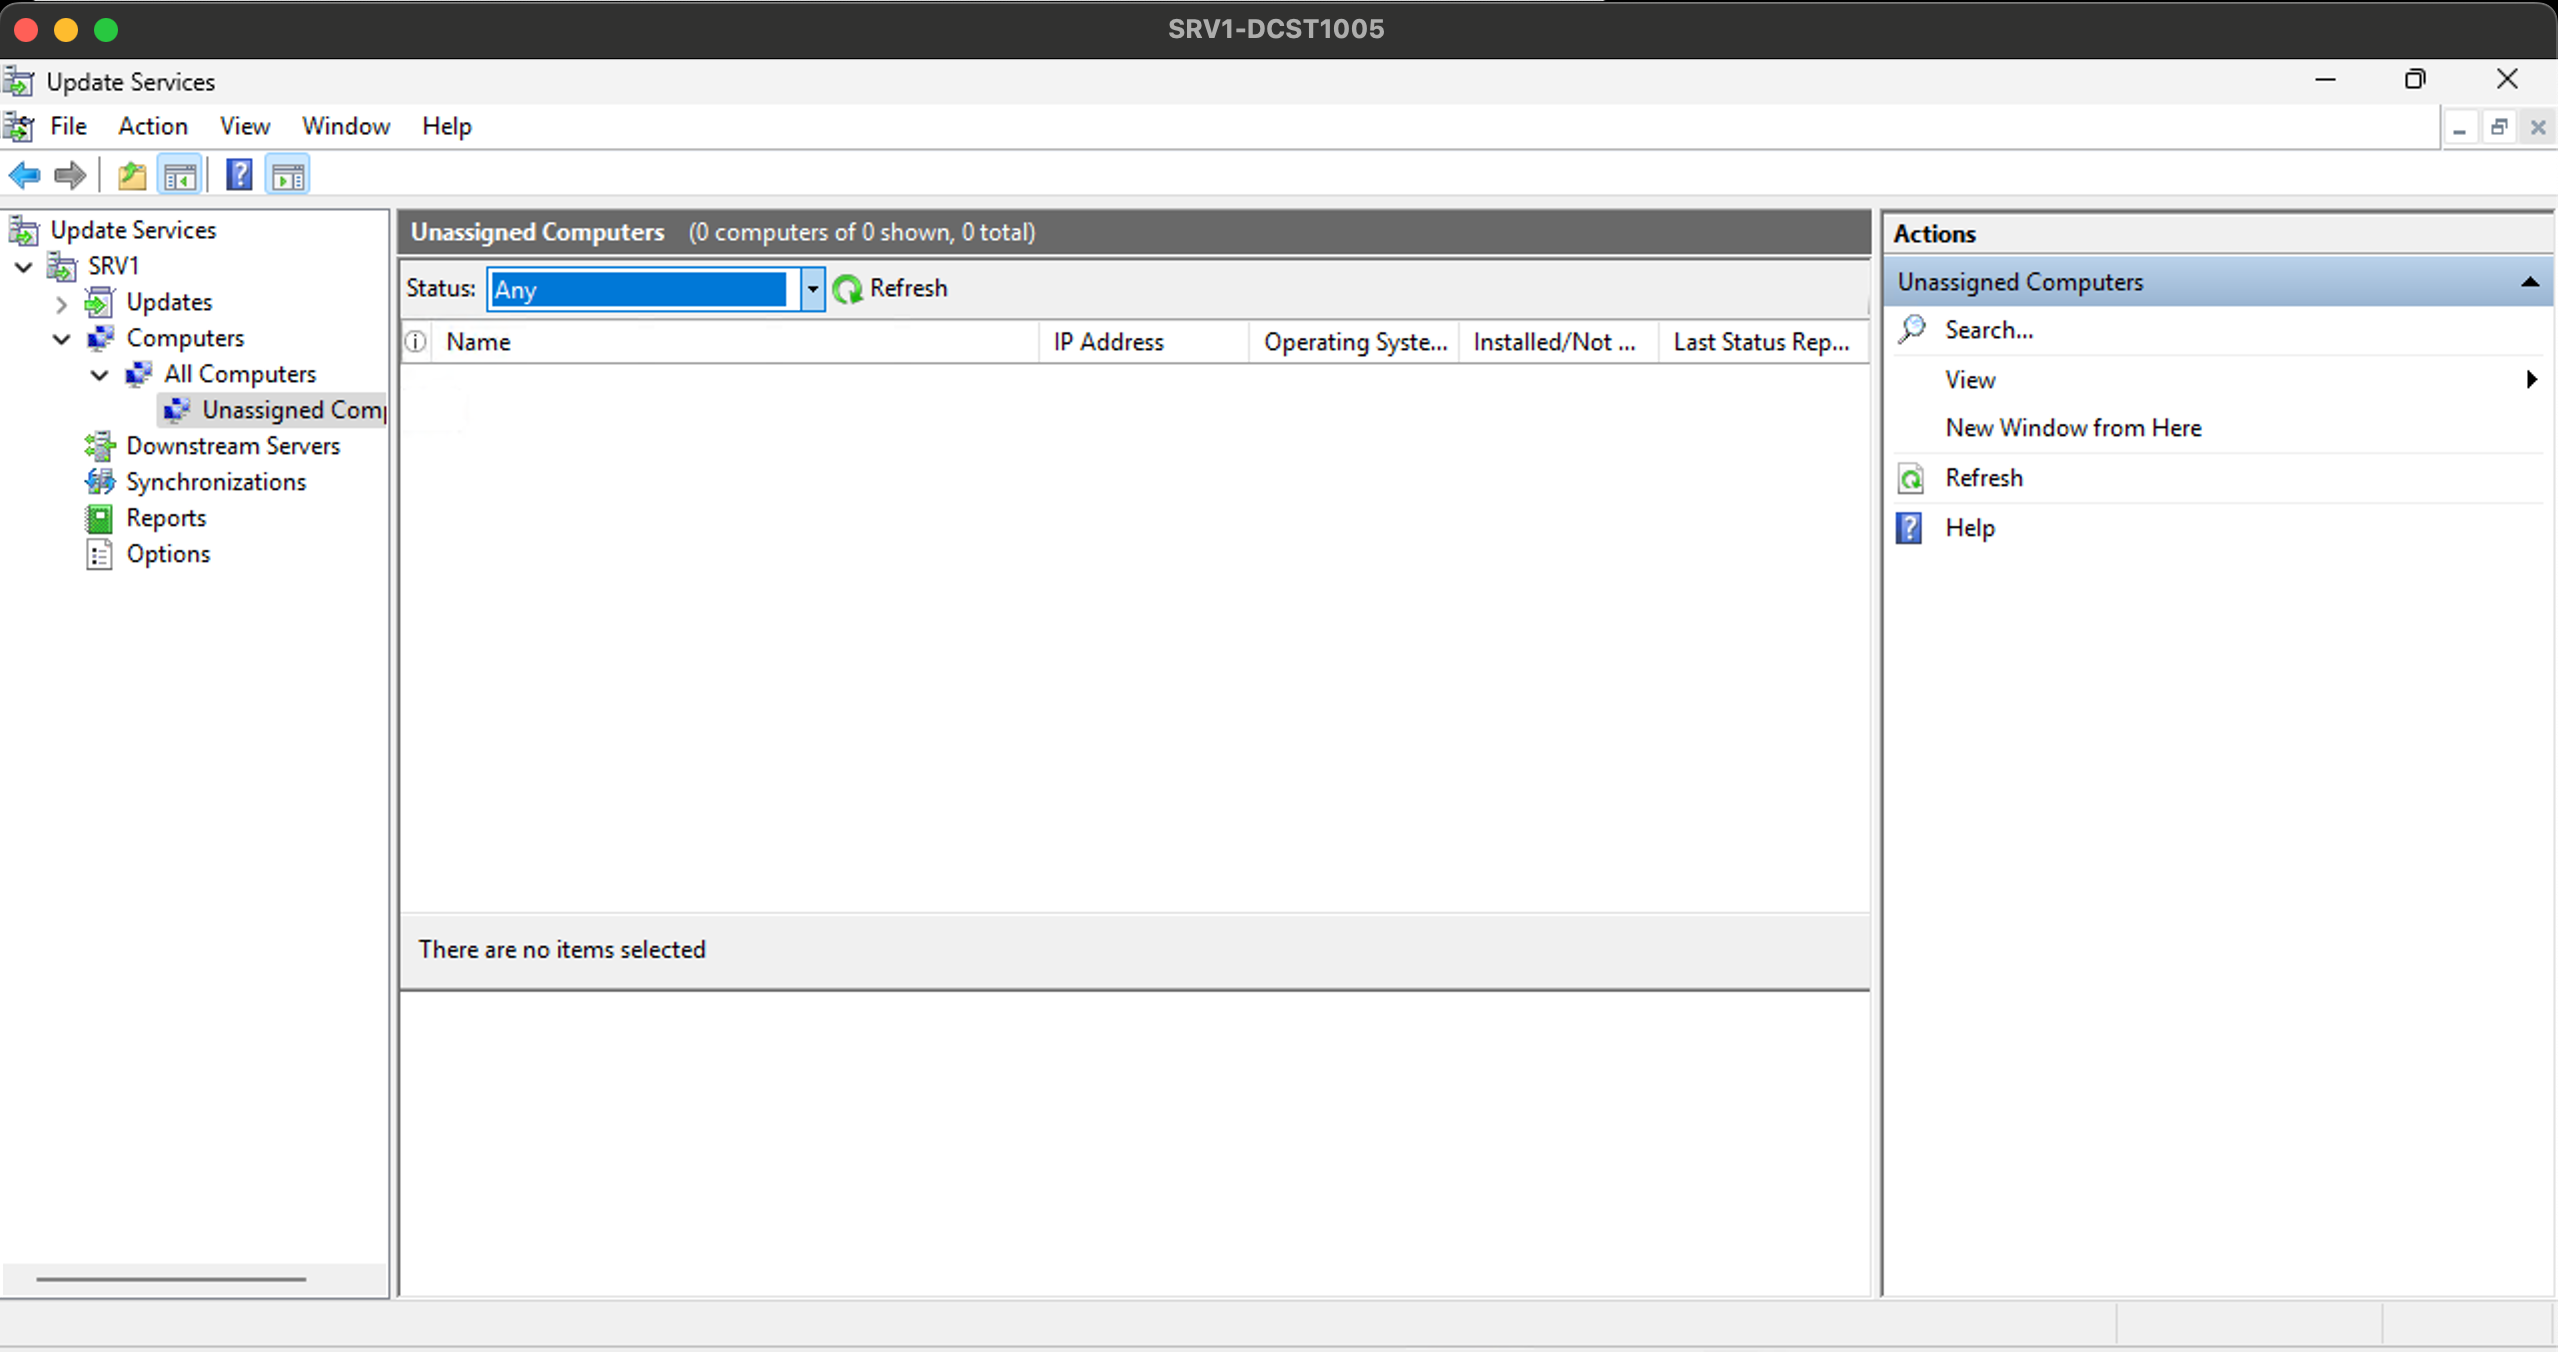 SRV1-DCST1005
Update Services
File Action View Window Help
Update Services
SRV1
Updates
Computers
All Computers
Unassigned Comp
Downstream Servers
Synchronizations
Reports
Options
Unassigned Computers (0 computers of 0 shown, 0 total)
Status: Any Refresh
Name IP Address Operating Syste... Installed/Not ... Last Status Rep...
There are no items selected
Actions
Unassigned Computers
Search...
View
New Window from Here
Refresh
Help